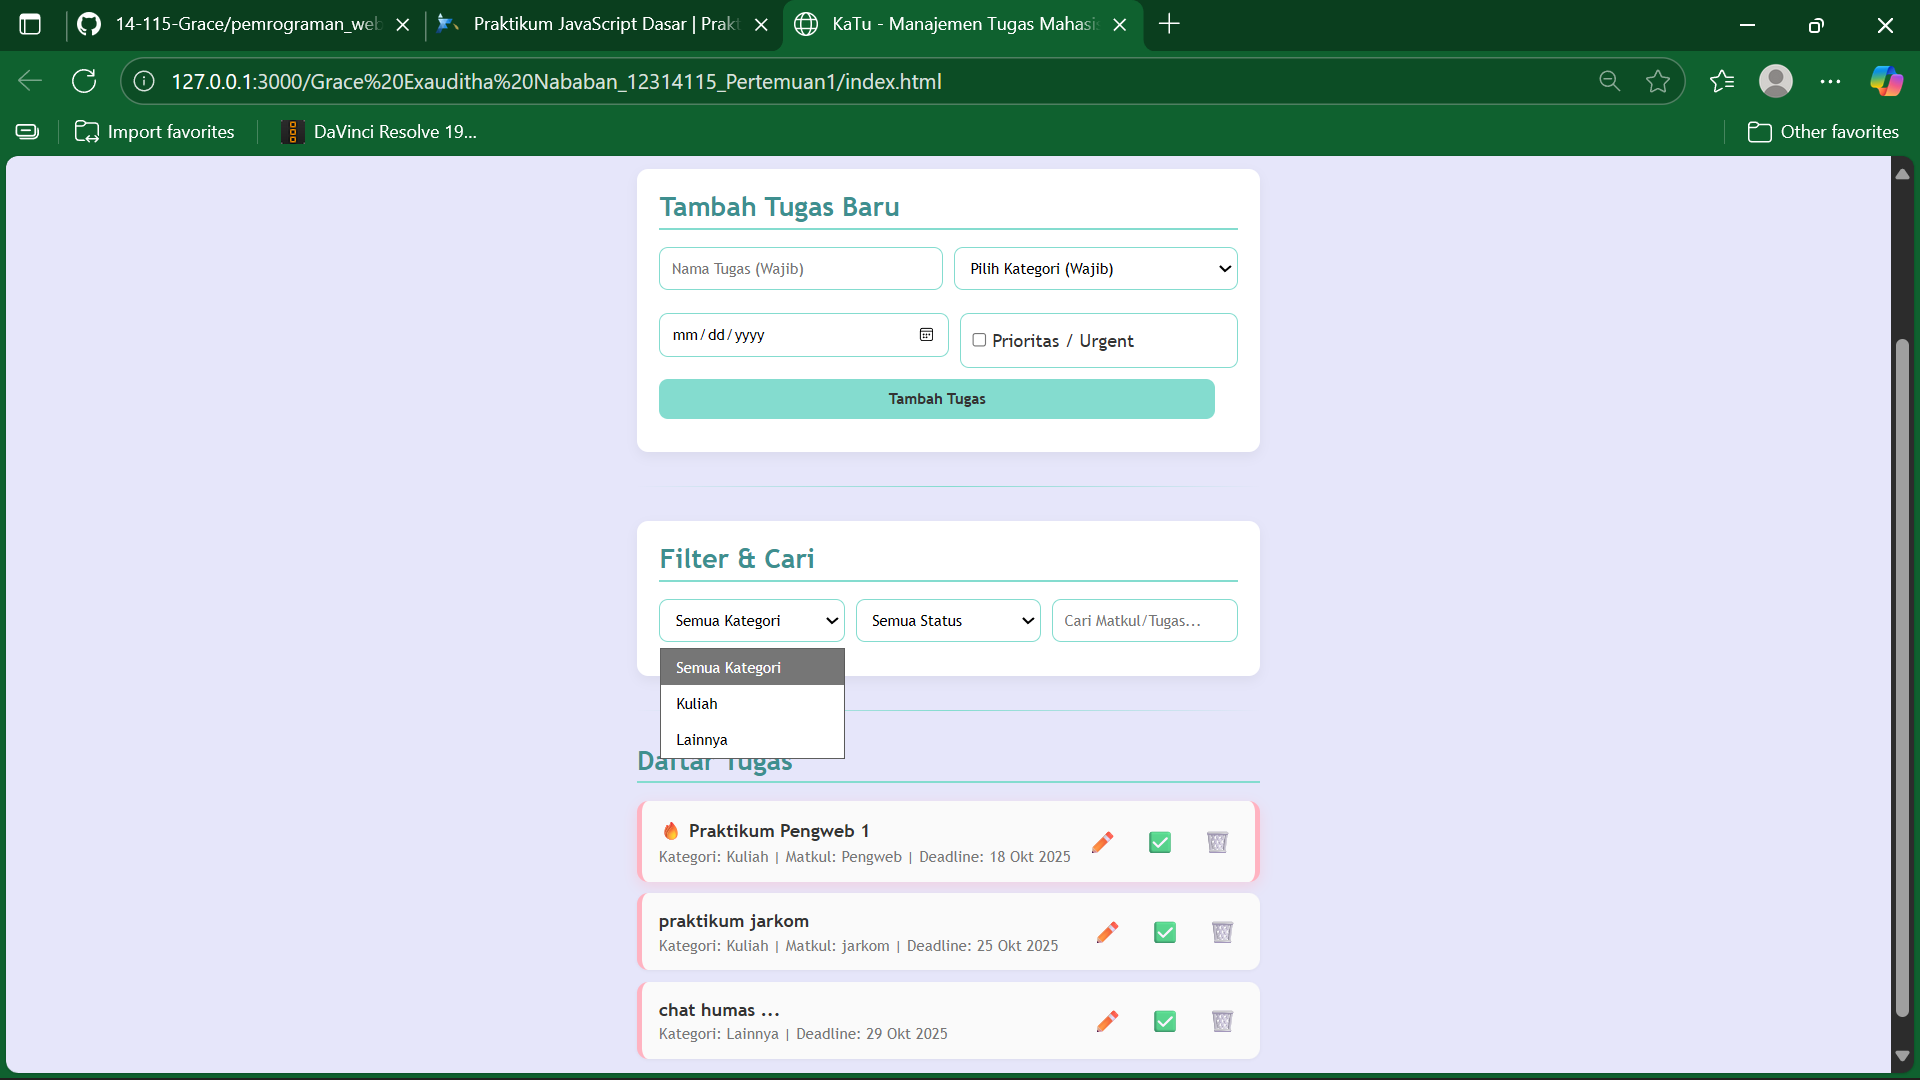 14-115-Grace/pemrograman_web
Praktikum JavaScript Dasar | Prakt
KaTu - Manajemen Tugas Mahasis
127.0.0.1:3000/Grace%20Exauditha%20Nababan_12314115_Pertemuan1/index.html
Import favorites
DaVinci Resolve 19...
Other favorites
Tambah Tugas Baru
Nama Tugas (Wajib)
Pilih Kategori (Wajib)
mm/dd/yyyy
Prioritas / Urgent
Tambah Tugas
Filter & Cari
Semua Kategori
Semua Status
Cari Matkul/Tugas...
Semua Kategori
Kuliah
Lainnya
Daftar Tugas
Praktikum Pengweb 1
Kategori: Kuliah | Matkul: Pengweb | Deadline: 18 Okt 2025
praktikum jarkom
Kategori: Kuliah | Matkul: jarkom | Deadline: 25 Okt 2025
chat humas ...
Kategori: Lainnya | Deadline: 29 Okt 2025